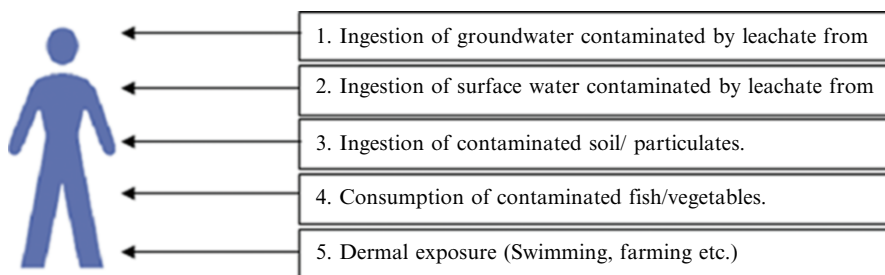 1. Ingestion of groundwater contaminated by leachate from
2. Ingestion of surface water contaminated by leachate from
3. Ingestion of contaminated soil/ particulates.
4. Consumption of contaminated fish/vegetables.
5. Dermal exposure (Swimming, farming etc.)